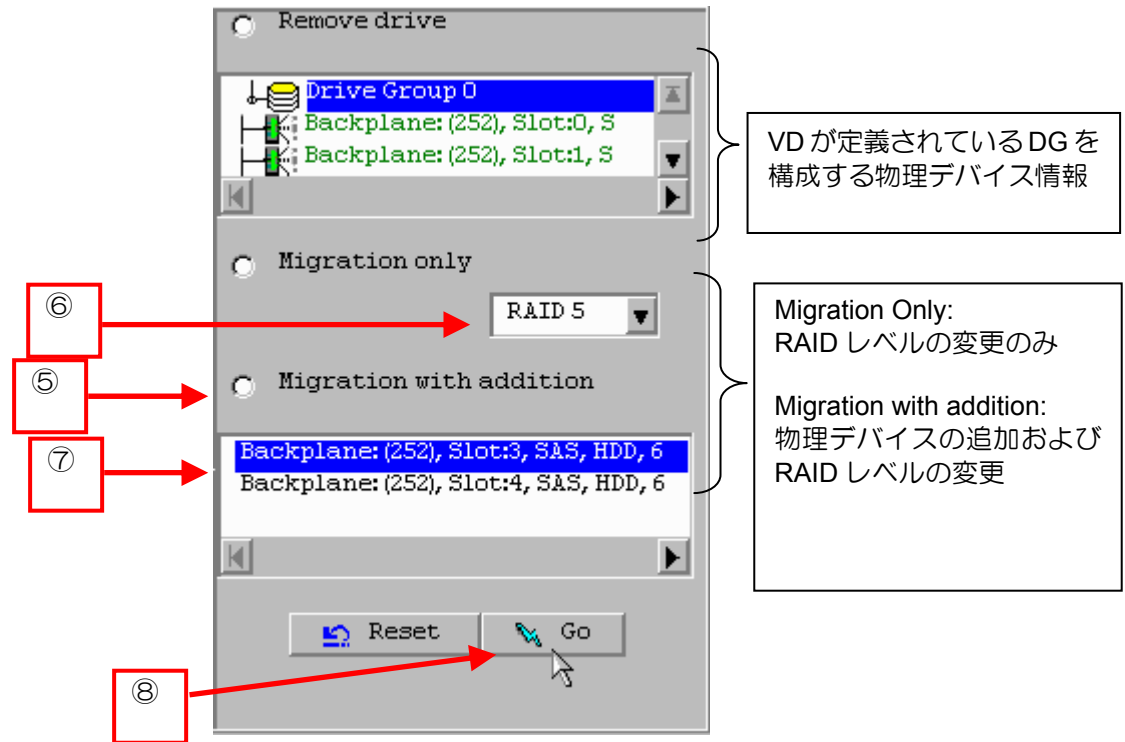 Remove drive
Drive Group 0
Backplane: (252), Slot:0, S
Backplane: (252), Slot:1, S
VD が定義されている DG を
構成する物理デバイス情報
Migration only
⑥
RAID 5
⑤
Migration with addition
⑦
Backplane: (252), Slot:3, SAS, HDD, 6
Backplane: (252), Slot:4, SAS, HDD, 6
Migration Only:
RAID レベルの変更のみ
Migration with addition:
物理デバイスの追加および
RAID レベルの変更
Reset
Go
⑧